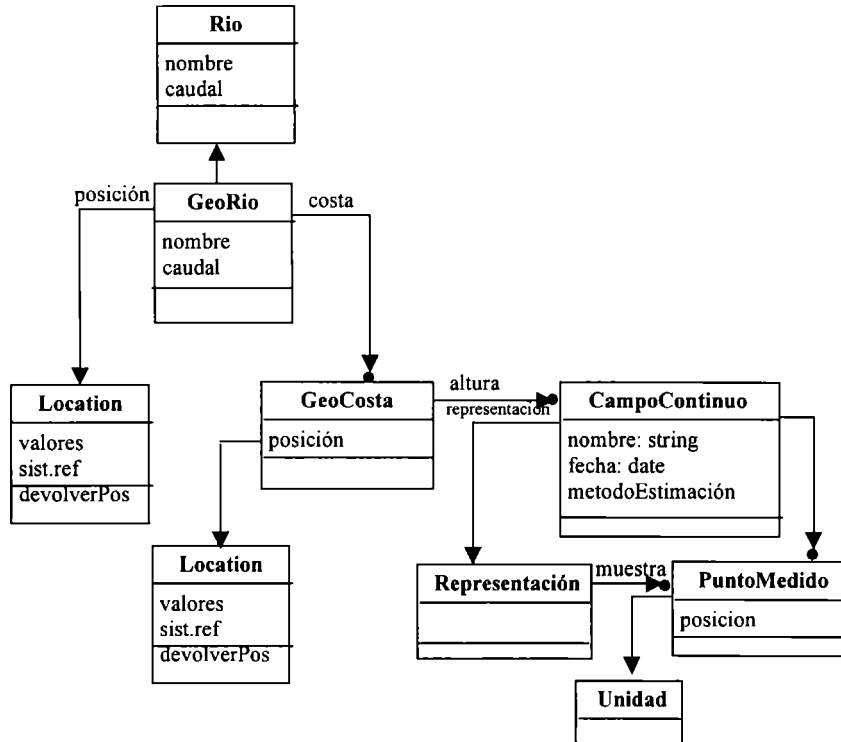 Rio
nombre
caudal
posición
GeoRio
costa
nombre
caudal
Location
valores
sist.ref
devolverPos
GeoCosta
posición
altura
representación
CampoContinuo
nombre: string
fecha: date
metodoEstimación
Location
valores
sist.ref
devolverPos
Representación
muestra
PuntoMedido
posicion
Unidad